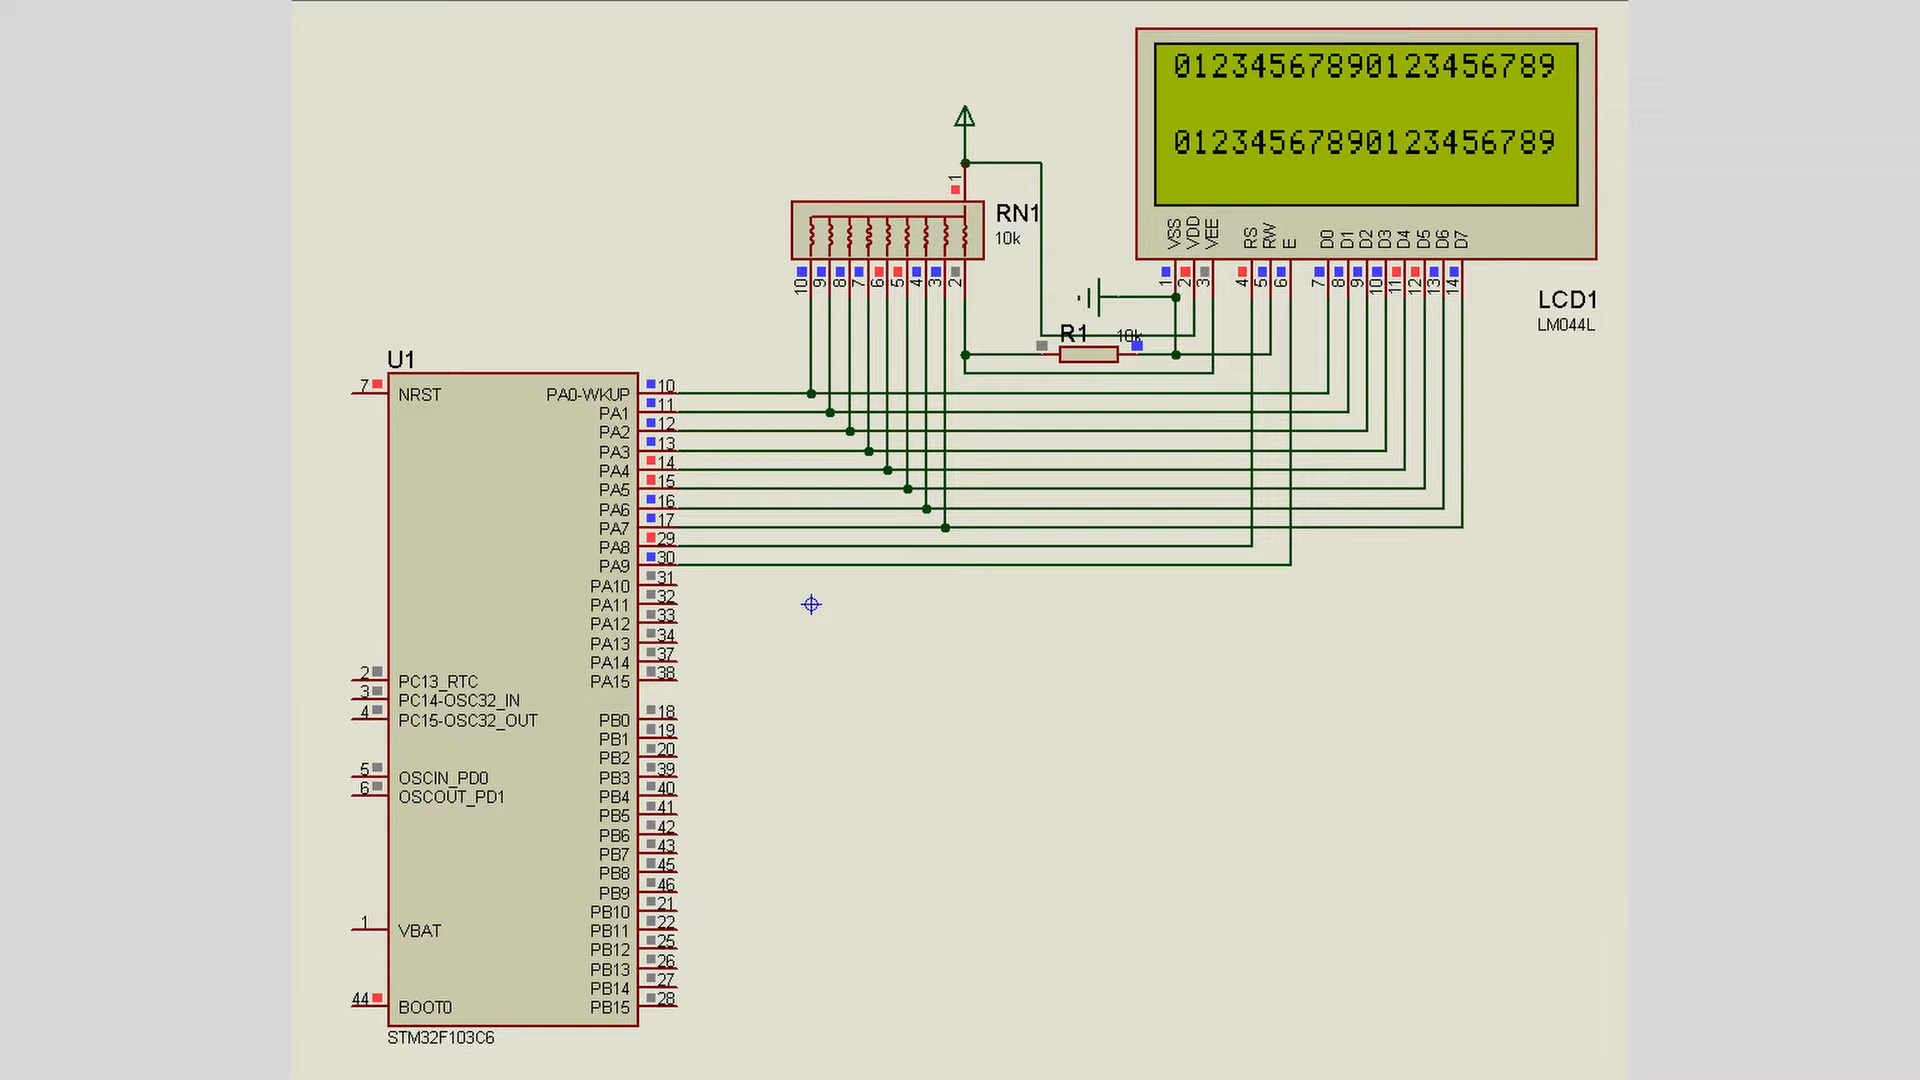 01234567890123456789
01234567890123456789
VSS VDD VEE RS RW E D0 D1 D2 D3 D4 D5 D6 D7
1 2 3 4 5 6 7 8 9 10 11 12 13 14
LCD1
LM044L
1
RN1
10k
10 9 8 7 6 5 4 3 2
R1 10k
U1
7 NRST PA0-WKUP 10
PA1 11
PA2 12
PA3 13
PA4 14
PA5 15
PA6 16
PA7 17
PA8 29
PA9 30
PA10 31
PA11 32
PA12 33
PA13 34
PA14 37
2 PC13_RTC PA15 38
3 PC14-OSC32_IN
4 PC15-OSC32_OUT PB0 18
PB1 19
PB2 20
5 OSCIN_PD0 PB3 39
6 OSCOUT_PD1 PB4 40
PB5 41
PB6 42
PB7 43
PB8 45
PB9 46
PB10 21
1 VBAT PB11 22
PB12 25
PB13 26
PB14 27
44 BOOT0 PB15 28
STM32F103C6